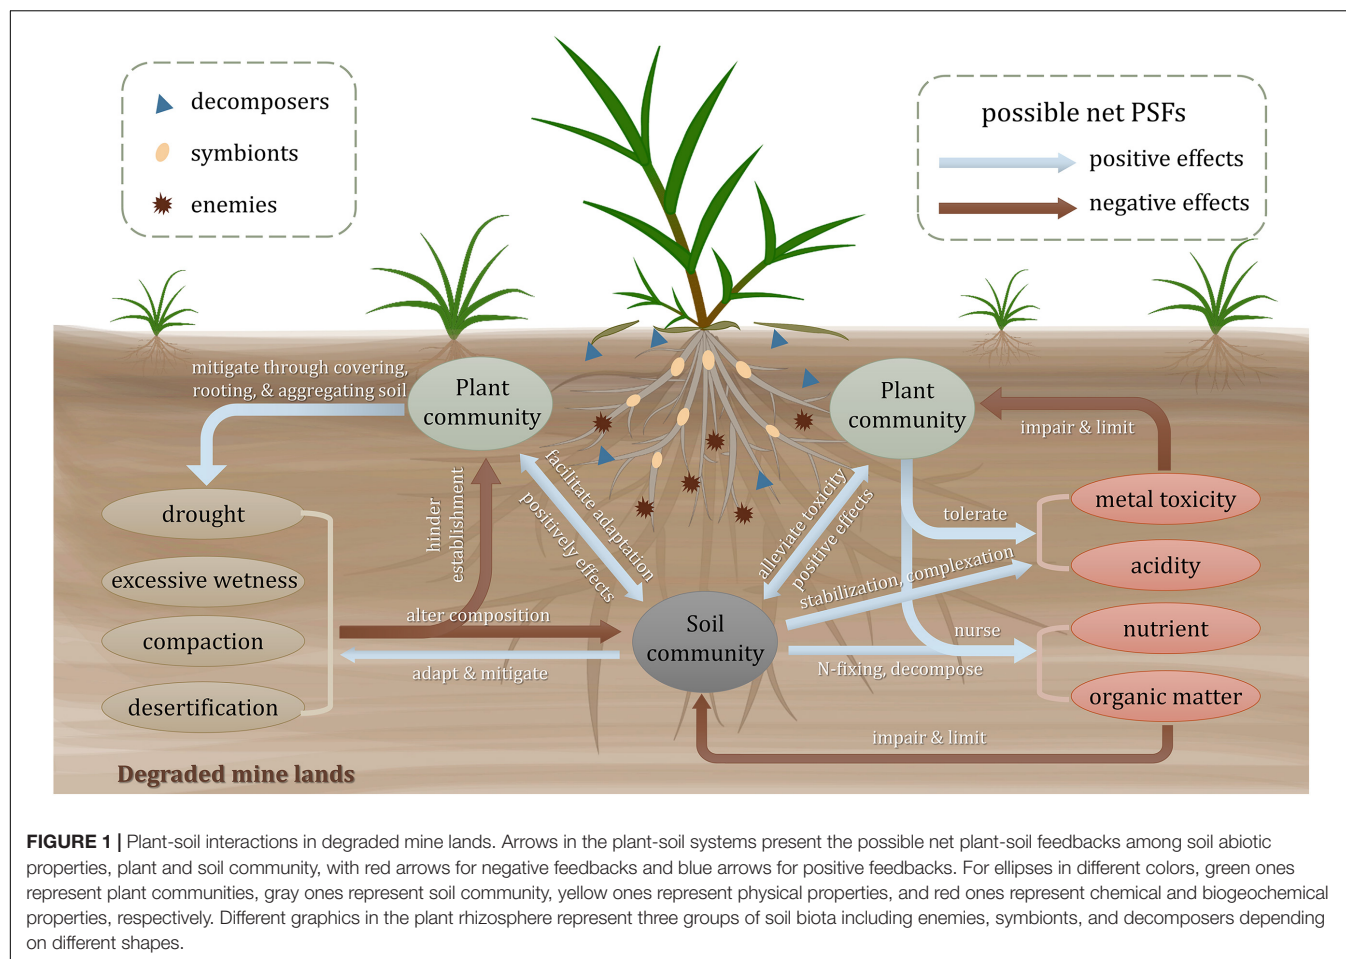 decomposers
symbionts
enemies
possible net PSFs
positive effects
negative effects
mitigate through covering,
rooting, & aggregating soil
Plant
community
Plant
community
impair & limit
drought
excessive wetness
compaction
desertification
hinder
establishment
facilitate adaptation
positively effects
alleviate toxicity
positive effects
tolerate
stabilization, complexation
metal toxicity
acidity
nutrient
organic matter
alter composition
adapt & mitigate
Soil
community
nurse
N-fixing, decompose
impair & limit
Degraded mine lands
FIGURE 1 | Plant-soil interactions in degraded mine lands. Arrows in the plant-soil systems present the possible net plant-soil feedbacks among soil abiotic
properties, plant and soil community, with red arrows for negative feedbacks and blue arrows for positive feedbacks. For ellipses in different colors, green ones
represent plant communities, gray ones represent soil community, yellow ones represent physical properties, and red ones represent chemical and biogeochemical
properties, respectively. Different graphics in the plant rhizosphere represent three groups of soil biota including enemies, symbionts, and decomposers depending
on different shapes.